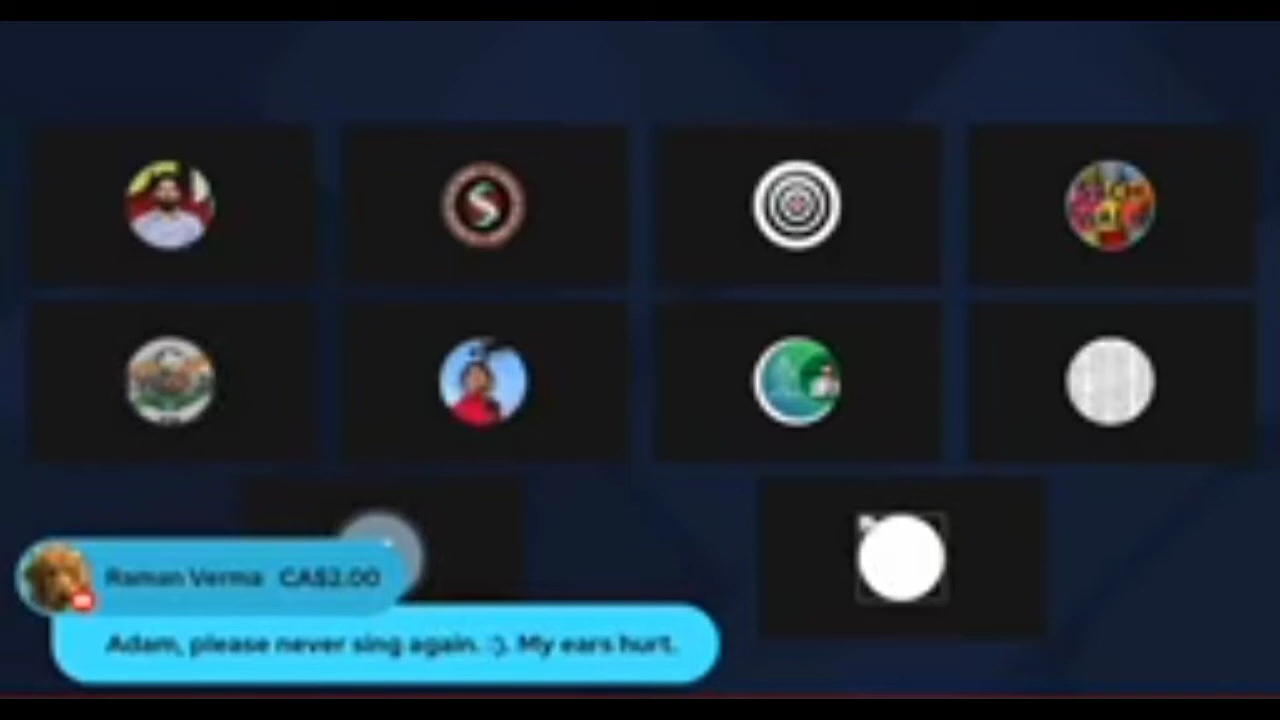 Raman Verma CA$2.00
Adam, please never sing again. :). My ears hurt.